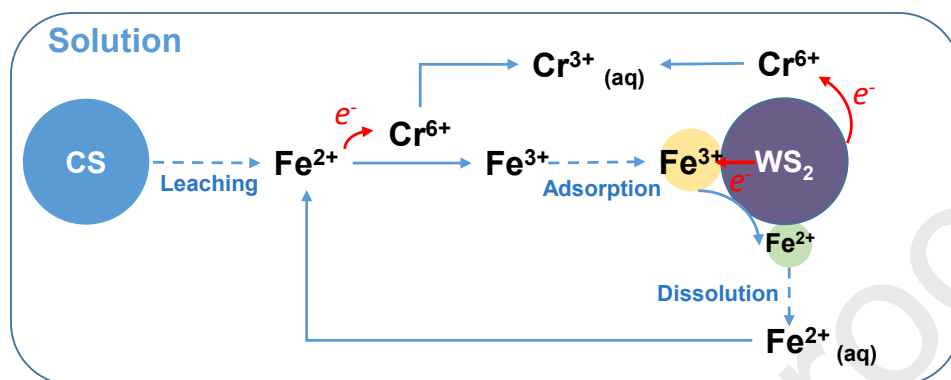 Solution
Cr³⁺ (aq)
Cr⁶⁺
e⁻
e⁻
Cr⁶⁺
CS
Leaching
Fe²⁺
Fe³⁺
Adsorption
Fe³⁺
e⁻
WS₂
Fe²⁺
Dissolution
Fe²⁺ (aq)